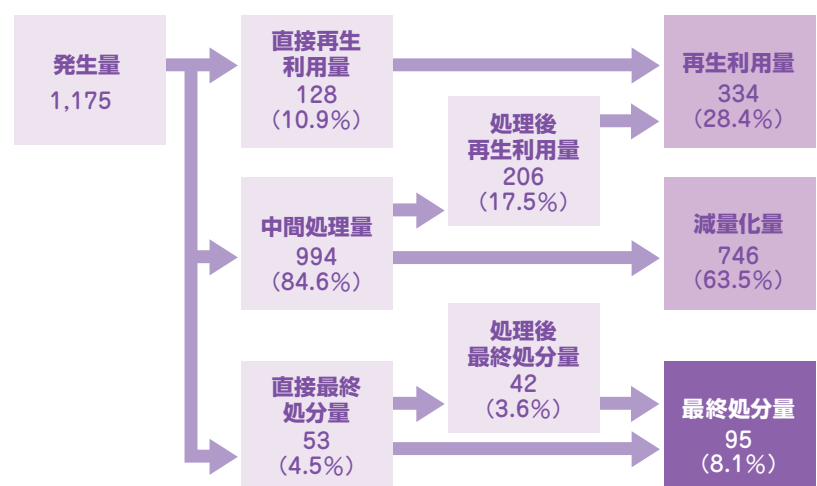 発生量
1,175
直接再生
利用量
128
（10.9％）
再生利用量
334
（28.4％）
処理後
再生利用量
206
（17.5％）
中間処理量
994
（84.6％）
減量化量
746
（63.5％）
処理後
最終処分量
42
（3.6％）
直接最終
処分量
53
（4.5％）
最終処分量
95
（8.1％）